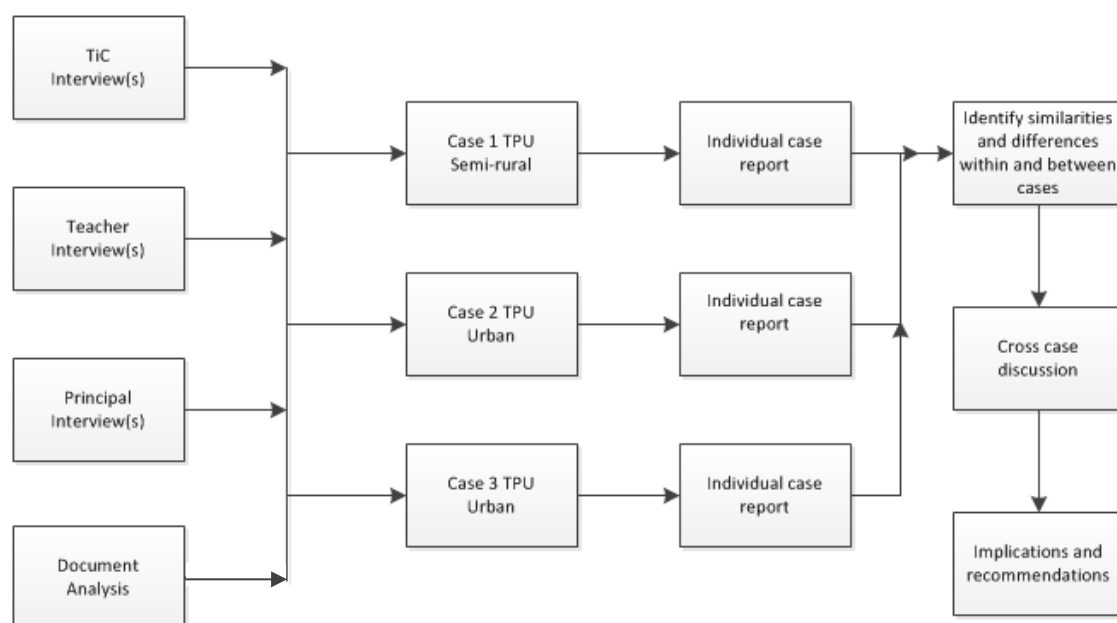 TiC
Interview(s)
Teacher
Interview(s)
Principal
Interview(s)
Document
Analysis
Case 1 TPU
Semi-rural
Case 2 TPU
Urban
Case 3 TPU
Urban
Individual case
report
Individual case
report
Individual case
report
Identify similarities
and differences
within and between
cases
Cross case
discussion
Implications and
recommendations